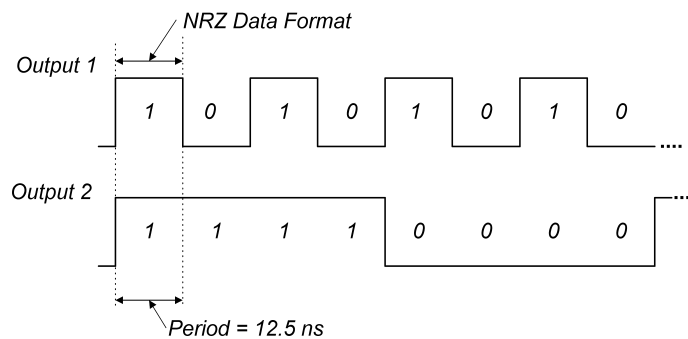 NRZ Data Format
Output 1
1 0 1 0 1 0 1 0 ....
Output 2
1 1 1 1 0 0 0 0 ...
Period = 12.5 ns